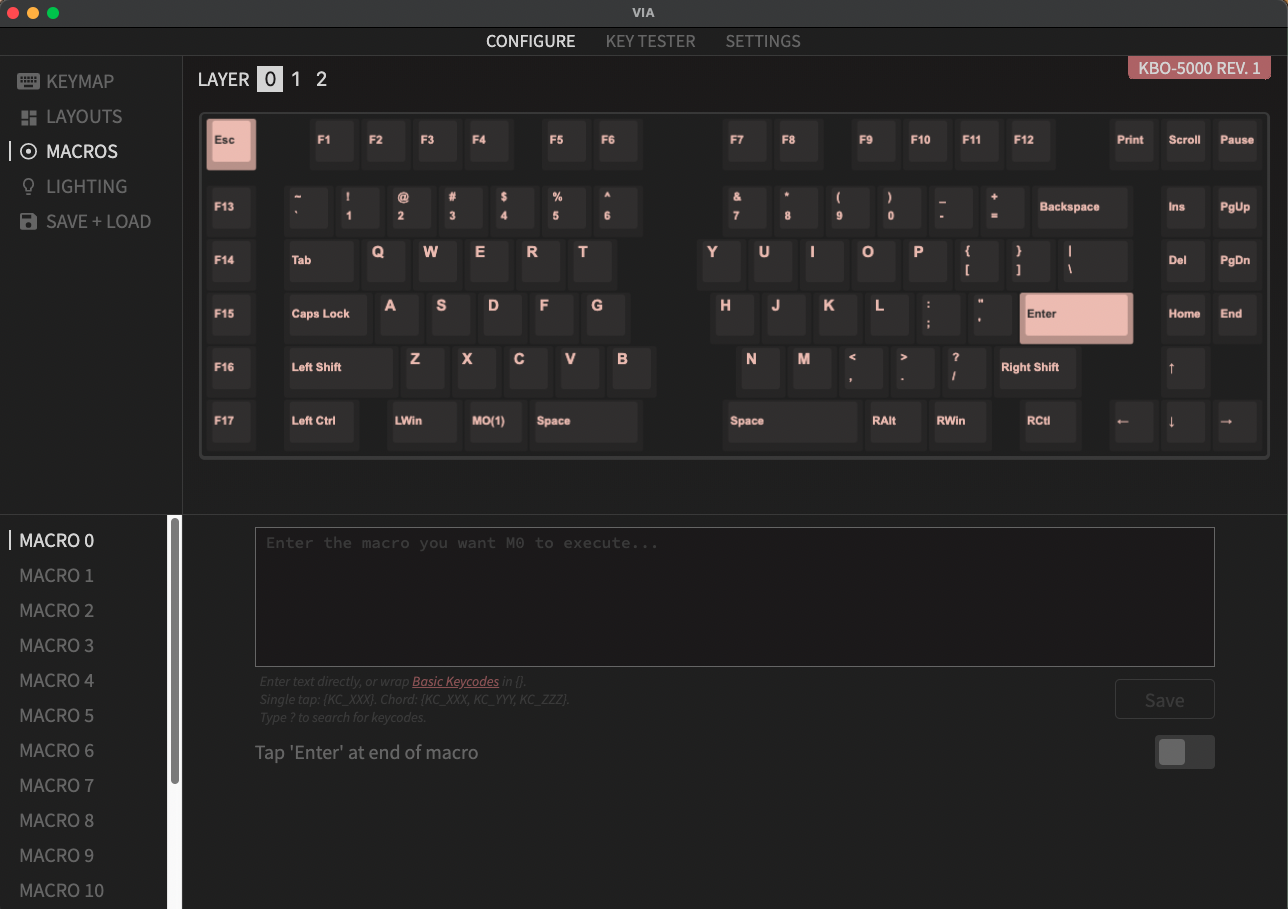 VIA
CONFIGURE KEY TESTER SETTINGS
KEYMAP
LAYOUTS
MACROS
LIGHTING
SAVE + LOAD
LAYER 0 1 2
KBO-5000 REV. 1
Esc F1 F2 F3 F4 F5 F6 F7 F8 F9 F10 F11 F12 Print Scroll Pause
~ ! @ # $ % ^ & * ( ) _ +
F13 ` 1 2 3 4 5 6 7 8 9 0 - = Backspace Ins PgUp
F14 Tab Q W E R T Y U I O P { } | Del PgDn
[ ] \
F15 Caps Lock A S D F G H J K L : " Enter Home End
; '
F16 Left Shift Z X C V B N M < > ? Right Shift ↑
, . /
F17 Left Ctrl LWin MO(1) Space Space RAlt RWin RCtl ← ↓ →
MACRO 0
MACRO 1
MACRO 2
MACRO 3
MACRO 4
MACRO 5
MACRO 6
MACRO 7
MACRO 8
MACRO 9
MACRO 10
Enter the macro you want M0 to execute...
Enter text directly, or wrap Basic Keycodes in {}.
Single tap: {KC_XXX}. Chord: {KC_XXX, KC_YYY, KC_ZZZ}.
Type ? to search for keycodes.
Save
Tap 'Enter' at end of macro